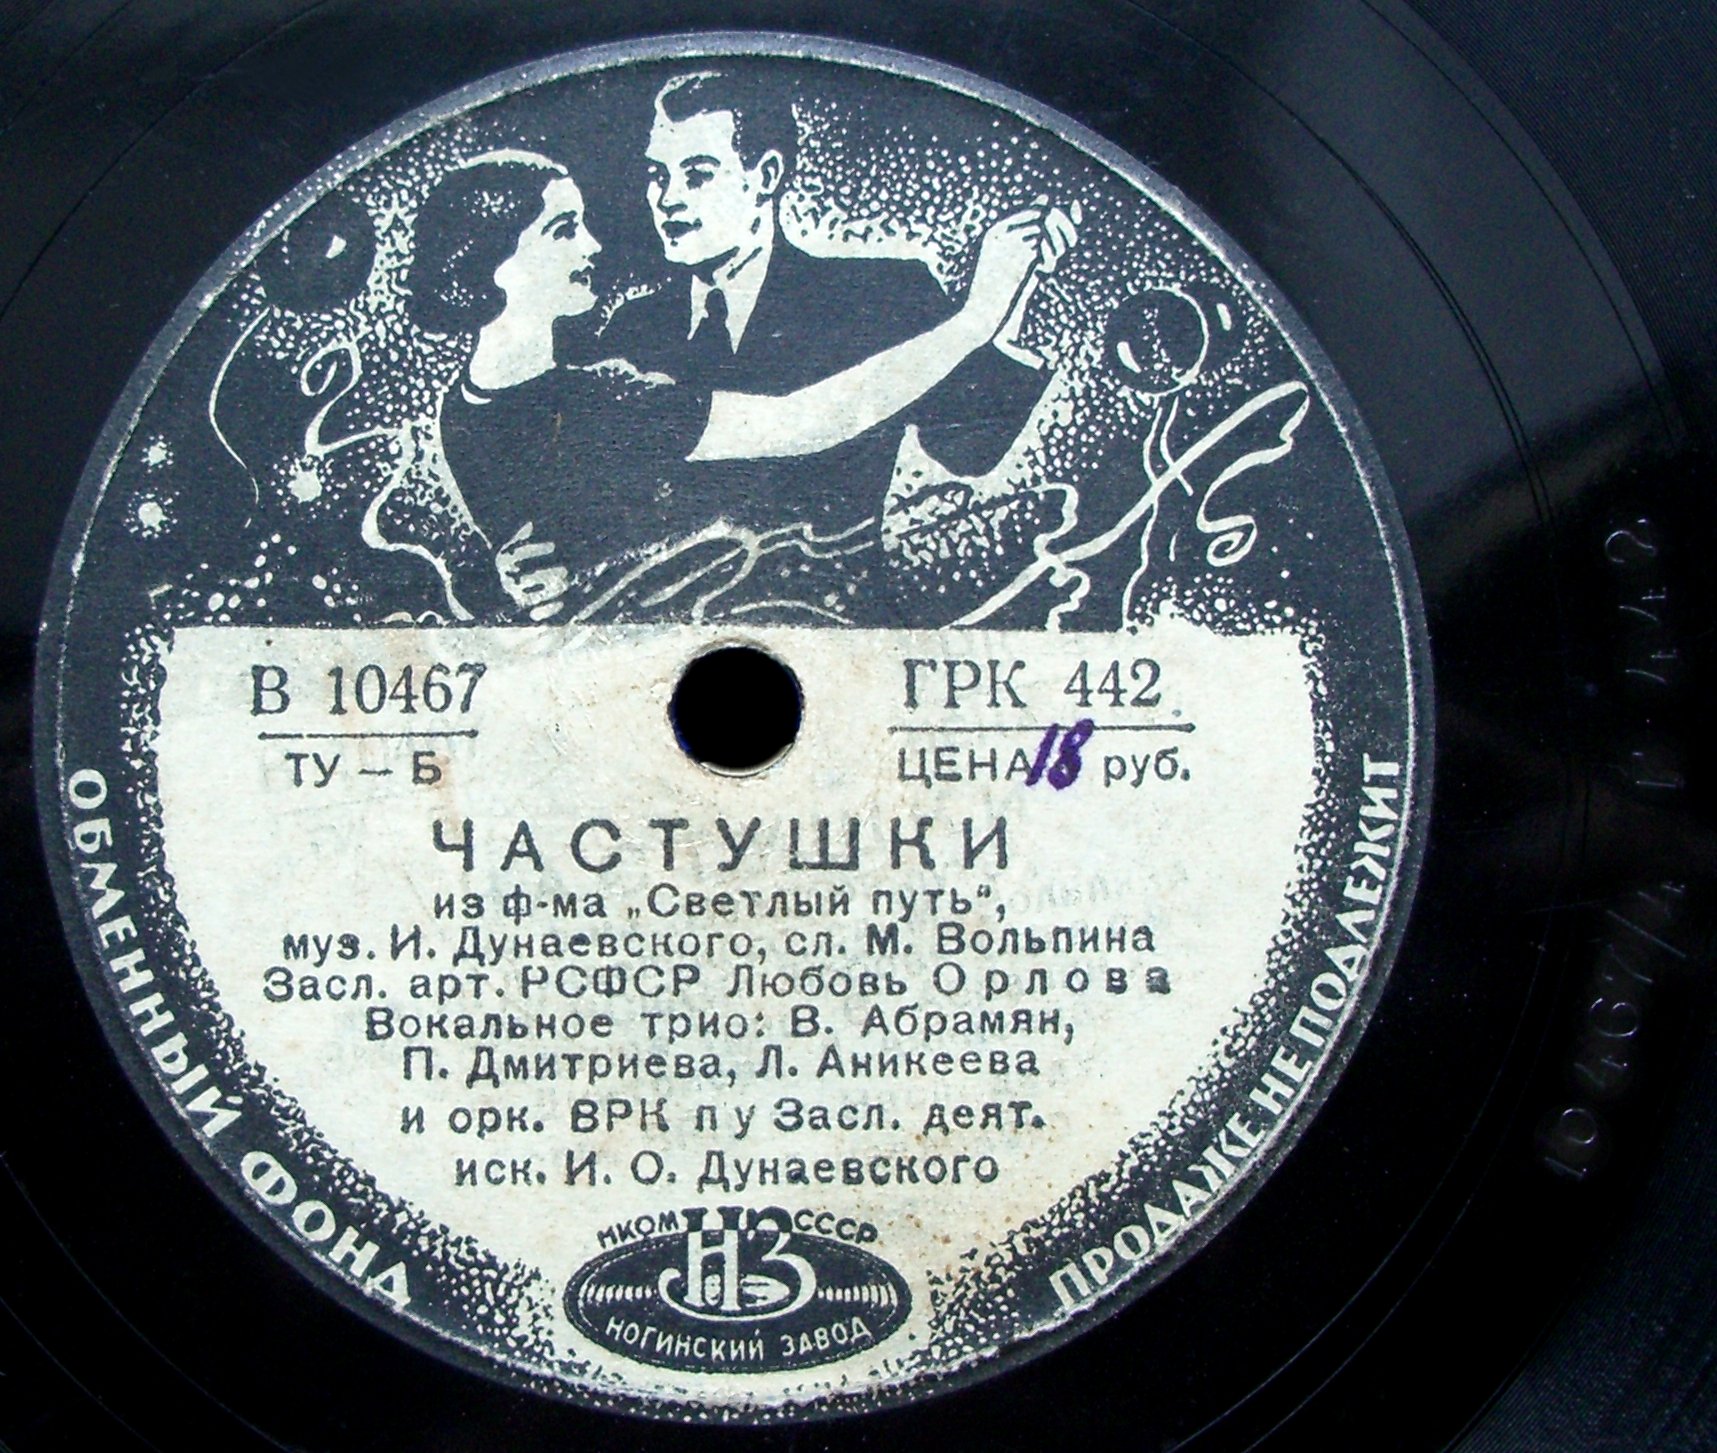 В 10467
ГРК 442
ТУ – Б
ЦЕНА 18 руб.
ЧАСТУШКИ
из ф-ма „Светлый путь“,
муз. И. Дунаевского, сл. М. Вольпина
Засл. арт. РСФСР Любовь Орлова
Вокальное трио: В. Абрамян,
П. Дмитриева, Л. Аникеева
и орк. ВРК п у Засл. деят.
иск. И. О. Дунаевского
НКОМ НЗ СССР
НОГИНСКИЙ ЗАВОД
ОБМЕННЫЙ ФОНД
ПРОДАЖЕ НЕ ПОДЛЕЖИТ